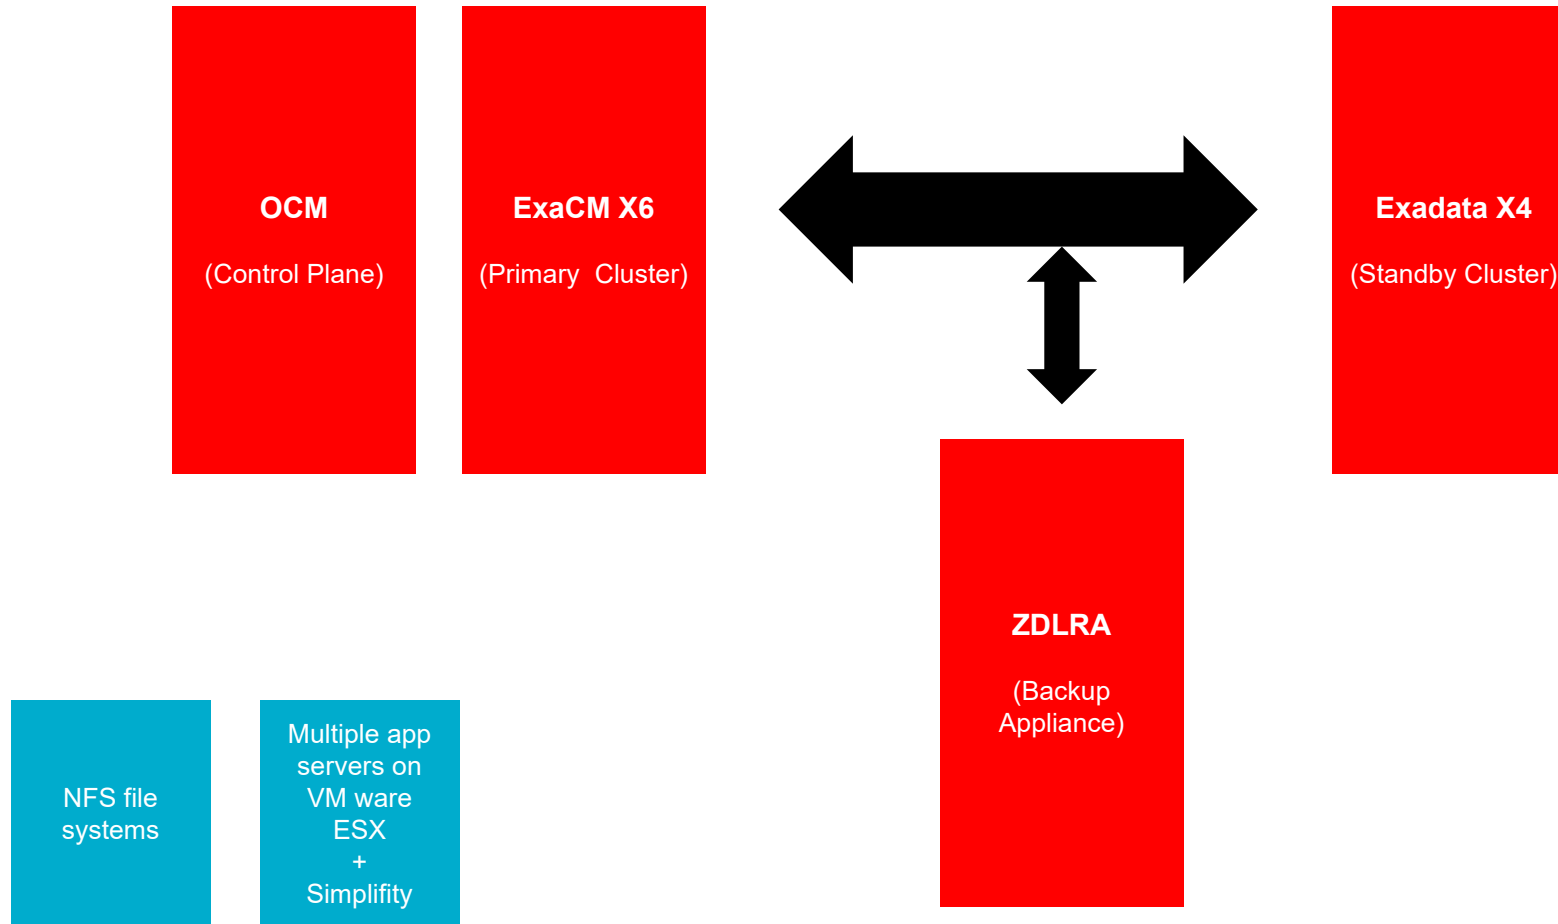 OCM
(Control Plane)
ExaCM X6
(Primary  Cluster)
Exadata X4
(Standby Cluster)
ZDLRA
(Backup
Appliance)
NFS file
systems
Multiple app
servers on
VM ware
ESX
+
Simplifity